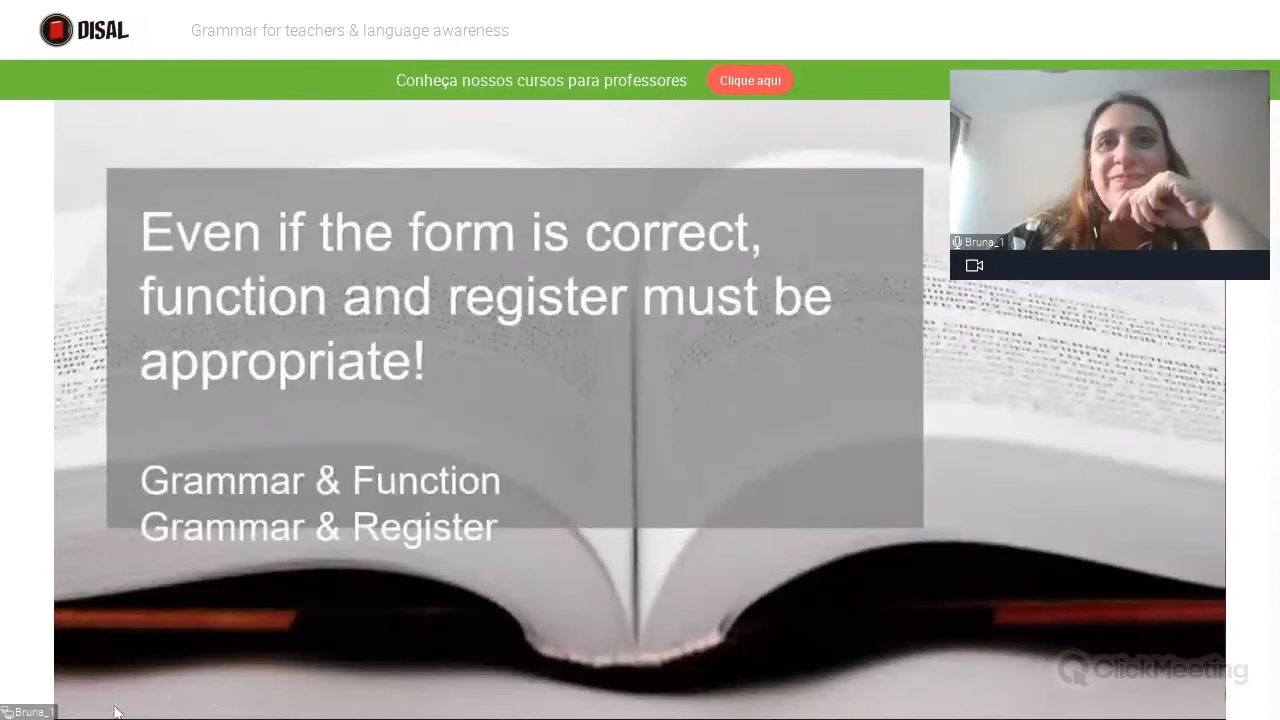 DISAL
Grammar for teachers & language awareness
Conheça nossos cursos para professores
Clique aqui
Even if the form is correct,
function and register must be
appropriate!
Grammar & Function
Grammar & Register
Bruna_1
ClickMeeting
Bruna_1